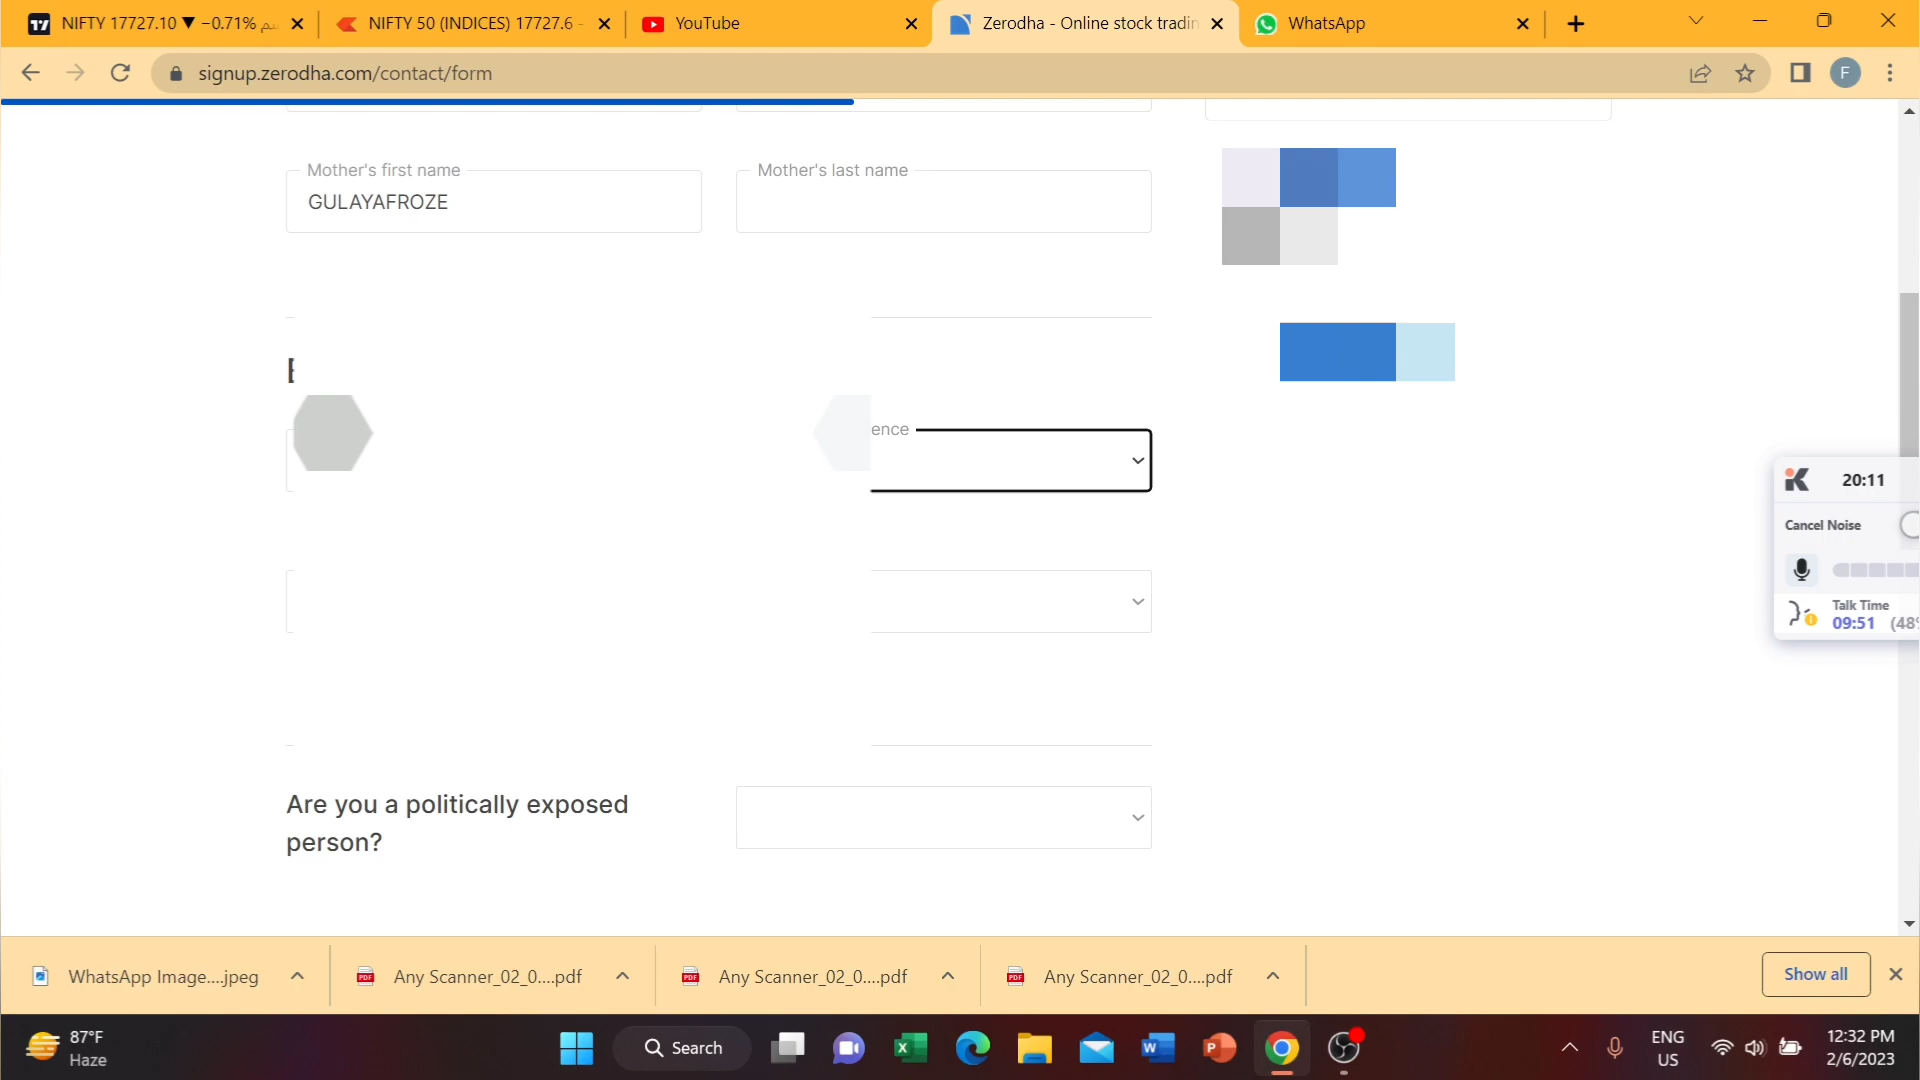 NIFTY 17727.10 ▼ −0.71%
NIFTY 50 (INDICES) 17727.6 -
YouTube
Zerodha - Online stock tradin
WhatsApp
signup.zerodha.com/contact/form
F
Mother's first name
Mother's last name
GULAYAFROZE
ence
20:11
Cancel Noise
Talk Time
09:51 (48%
Are you a politically exposed
person?
WhatsApp Image....jpeg
Any Scanner_02_0....pdf
Any Scanner_02_0....pdf
Any Scanner_02_0....pdf
Show all
87°F
Haze
Search
ENG
US
12:32 PM
2/6/2023